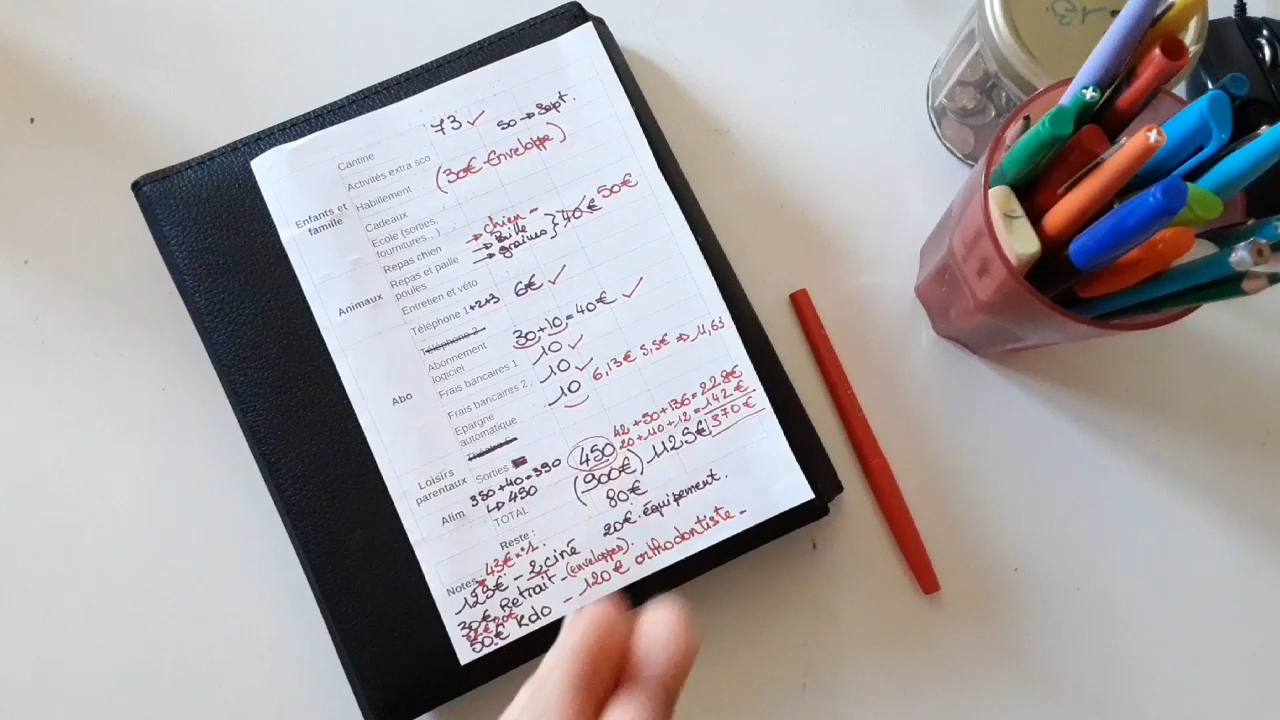 73 ✓ 50 → Sept.
Cantine
Activités extra sco
(30€ Enveloppe)
Habillement
Enfants et
famille
Cadeaux
Ecole (sorties,
fournitures...)
→ chien -
Repas chien
→ Bille
→ graines } 40€ 50€
Repas et paille
poules
Animaux
Entretien et véto
6€ ✓
Téléphone 1+2+3
30+10=40€ ✓
Téléphone 2
Abonnement
logiciel
10 ✓
Frais bancaires 1
10 ✓ 6,13€ 5,5€ ⇒ 11,63
Abo
Frais bancaires 2
10
Epargne
automatique
42+50+136=228€
20+110+12=142€
370€
Loisirs
parentaux
Sorties
450
Alim
350+40=390
↳ 450
(900€) 1125€
TOTAL
80€
Reste :
20€ équipement.
Notes
43€ n°1.
123€ - 2 ciné
30€ Retrait - (enveloppes).
50€ Kdo - 120€ orthodontiste -